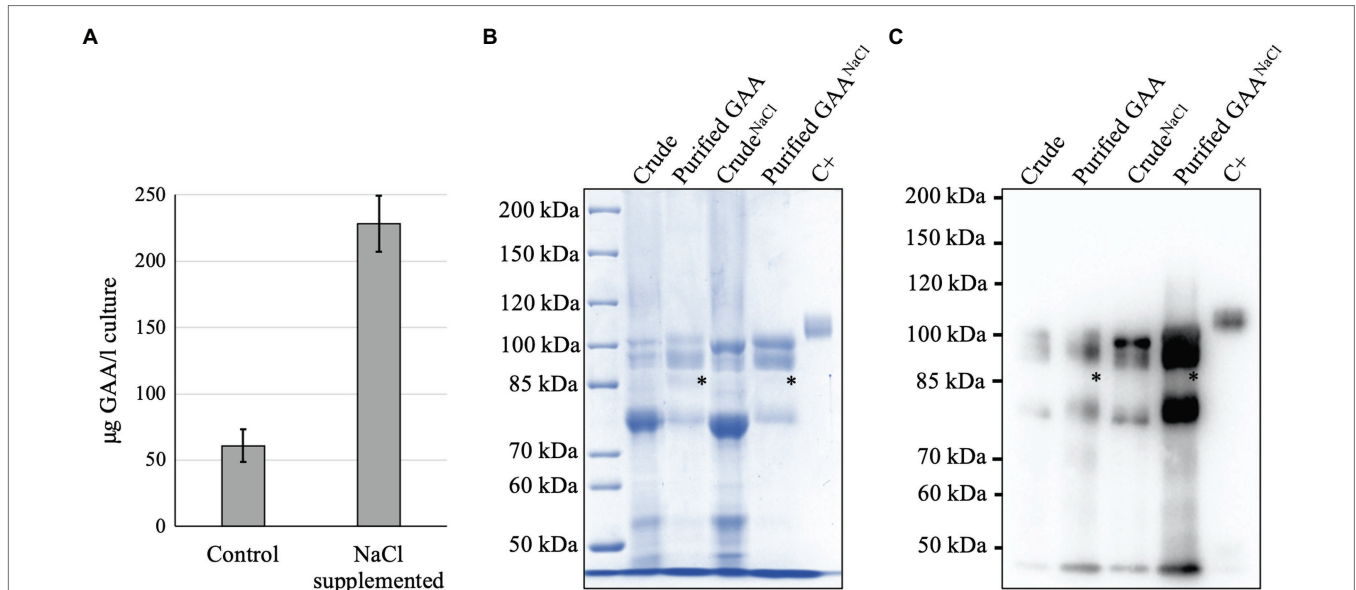 A
250
200
150
100
50
0
µg GAA/l culture
Control
NaCl
supplemented
B
Crude
Purified GAA
Crude^NaCl
Purified GAA^NaCl
C+
200 kDa
150 kDa
120 kDa
100 kDa
85 kDa
70 kDa
60 kDa
50 kDa
*
*
C
Crude
Purified GAA
Crude^NaCl
Purified GAA^NaCl
C+
200 kDa
150 kDa
120 kDa
100 kDa
85 kDa
70 kDa
60 kDa
50 kDa
*
*